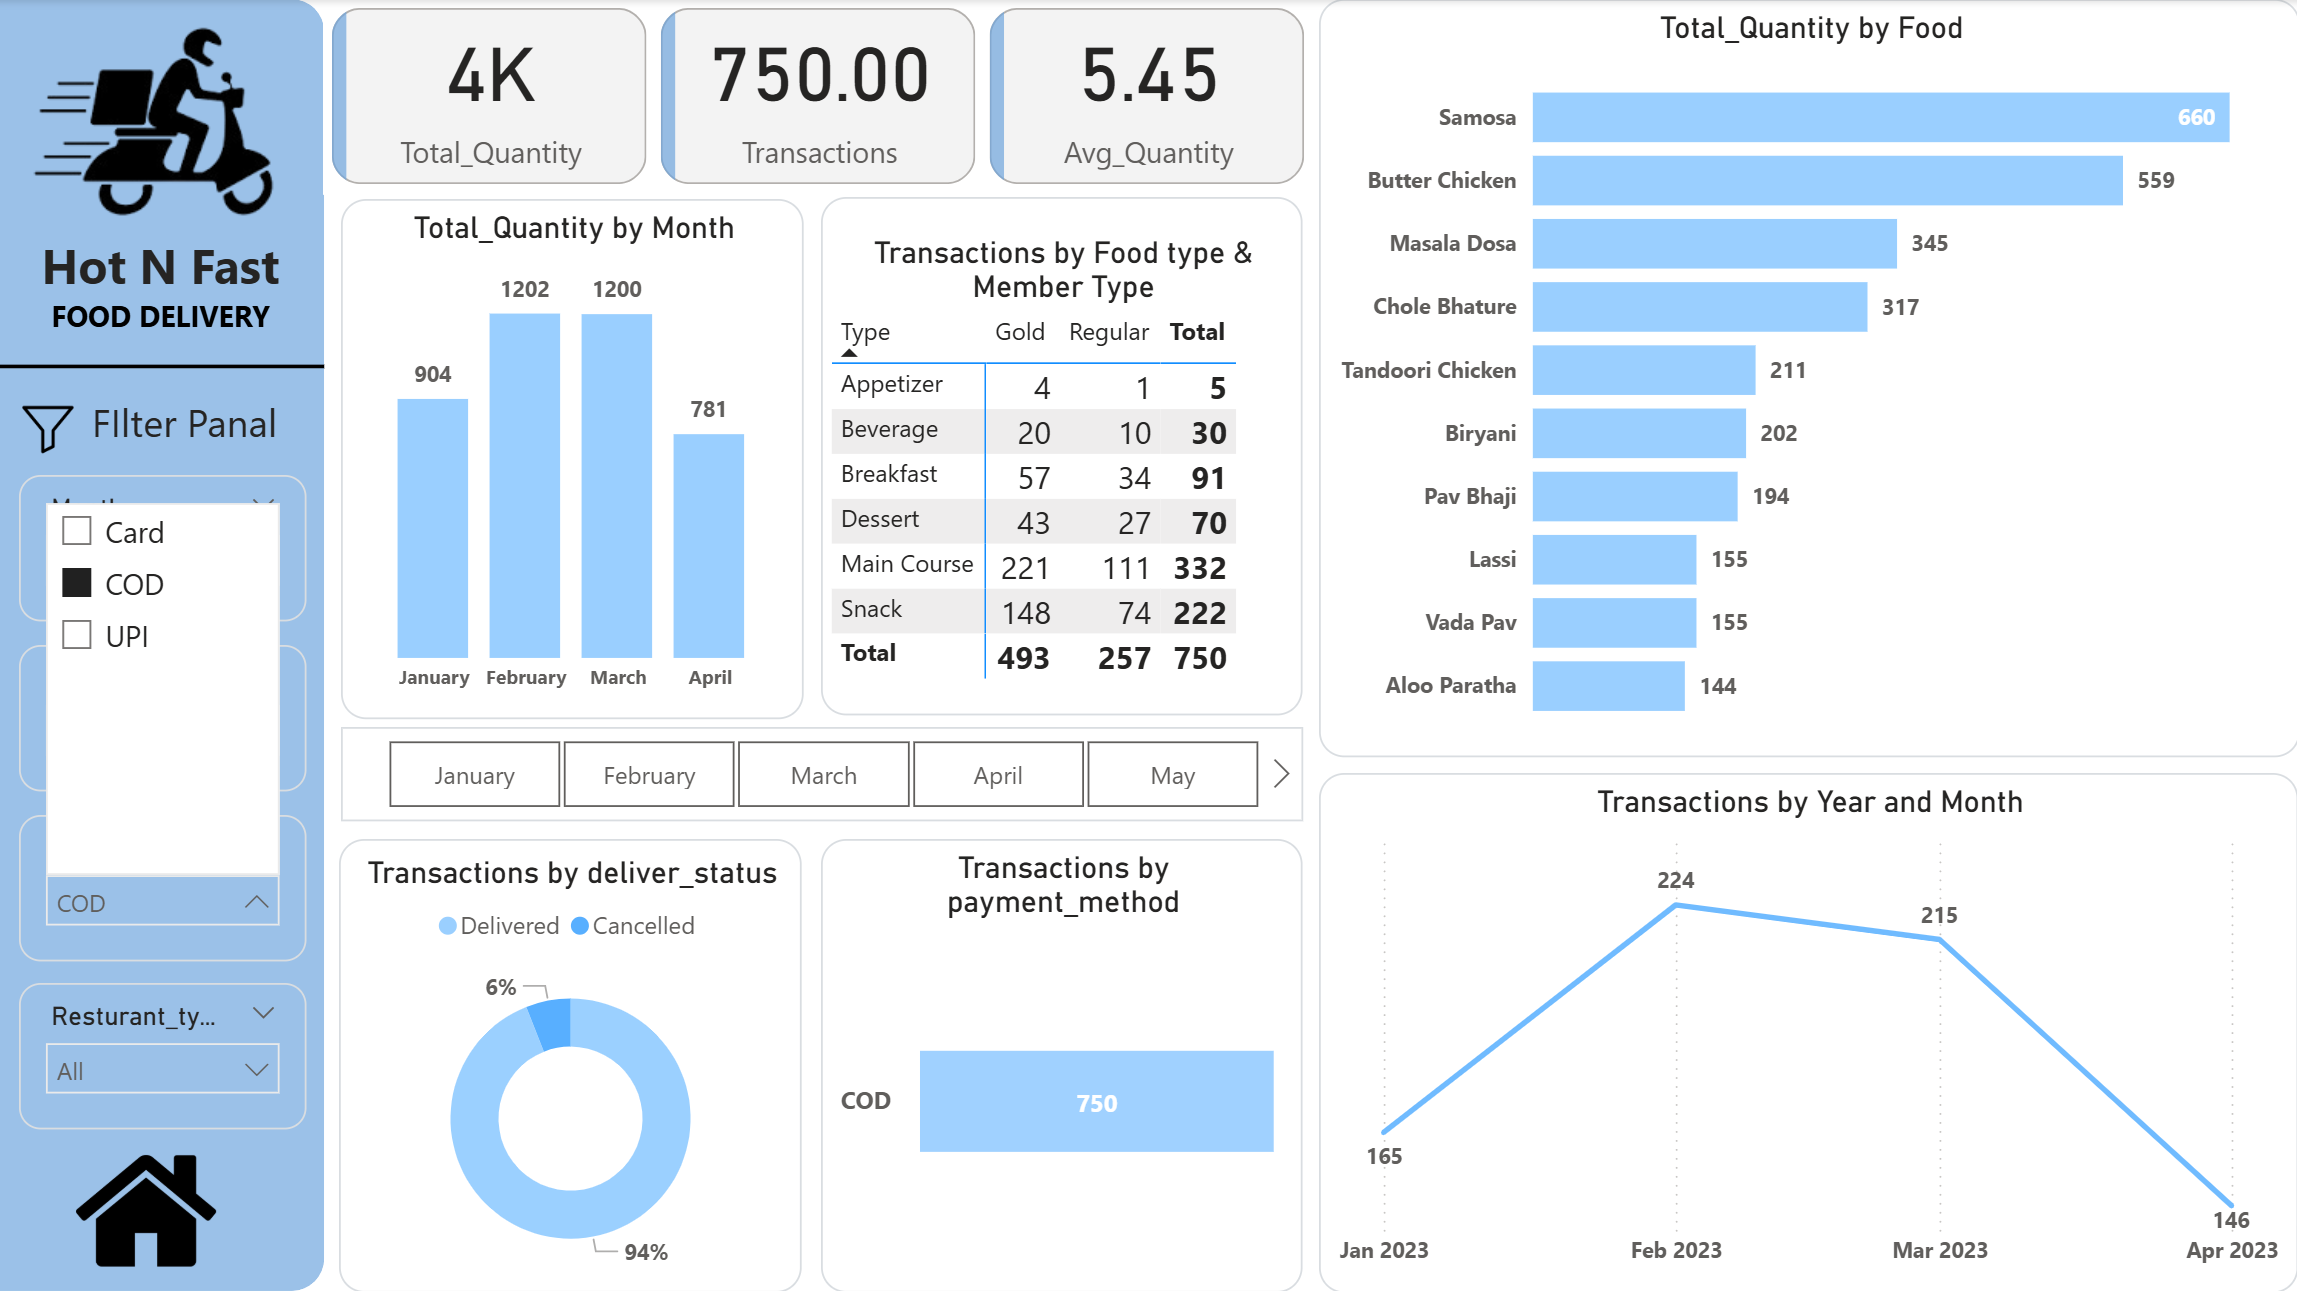 Hot N Fast
FOOD DELIVERY
FIlter Panal
Card
COD
UPI
COD
Resturant_ty...
All
4K
Total_Quantity
750.00
Transactions
5.45
Avg_Quantity
Total_Quantity by Month
904
1202
1200
781
January February March April
Transactions by Food type &
Member Type
Type Gold Regular Total
Appetizer 4 1 5
Beverage 20 10 30
Breakfast 57 34 91
Dessert 43 27 70
Main Course 221 111 332
Snack 148 74 222
Total 493 257 750
January February March April May
Transactions by deliver_status
Delivered Cancelled
6%
94%
Transactions by
payment_method
COD 750
Total_Quantity by Food
Samosa 660
Butter Chicken 559
Masala Dosa 345
Chole Bhature 317
Tandoori Chicken 211
Biryani 202
Pav Bhaji 194
Lassi 155
Vada Pav 155
Aloo Paratha 144
Transactions by Year and Month
165
224
215
146
Jan 2023 Feb 2023 Mar 2023 Apr 2023